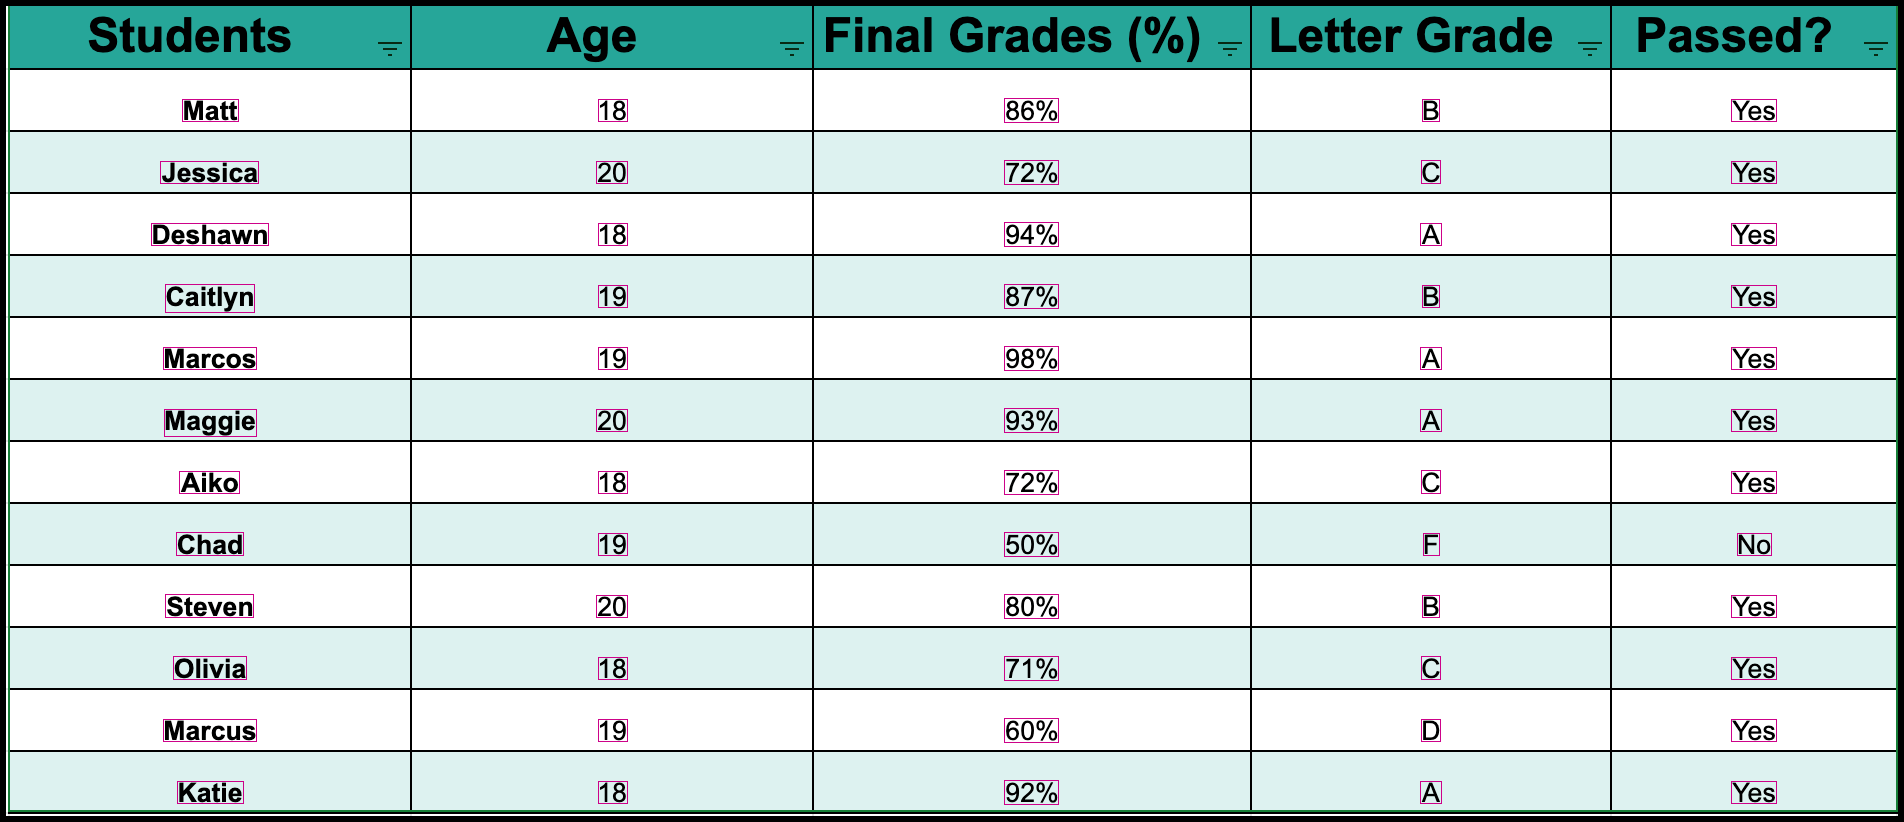 Students Age Final Grades (%) Letter Grade Passed?
Matt 18 86% B Yes
Jessica 20 72% C Yes
Deshawn 18 94% A Yes
Caitlyn 19 87% B Yes
Marcos 19 98% A Yes
Maggie 20 93% A Yes
Aiko 18 72% C Yes
Chad 19 50% F No
Steven 20 80% B Yes
Olivia 18 71% C Yes
Marcus 19 60% D Yes
Katie 18 92% A Yes